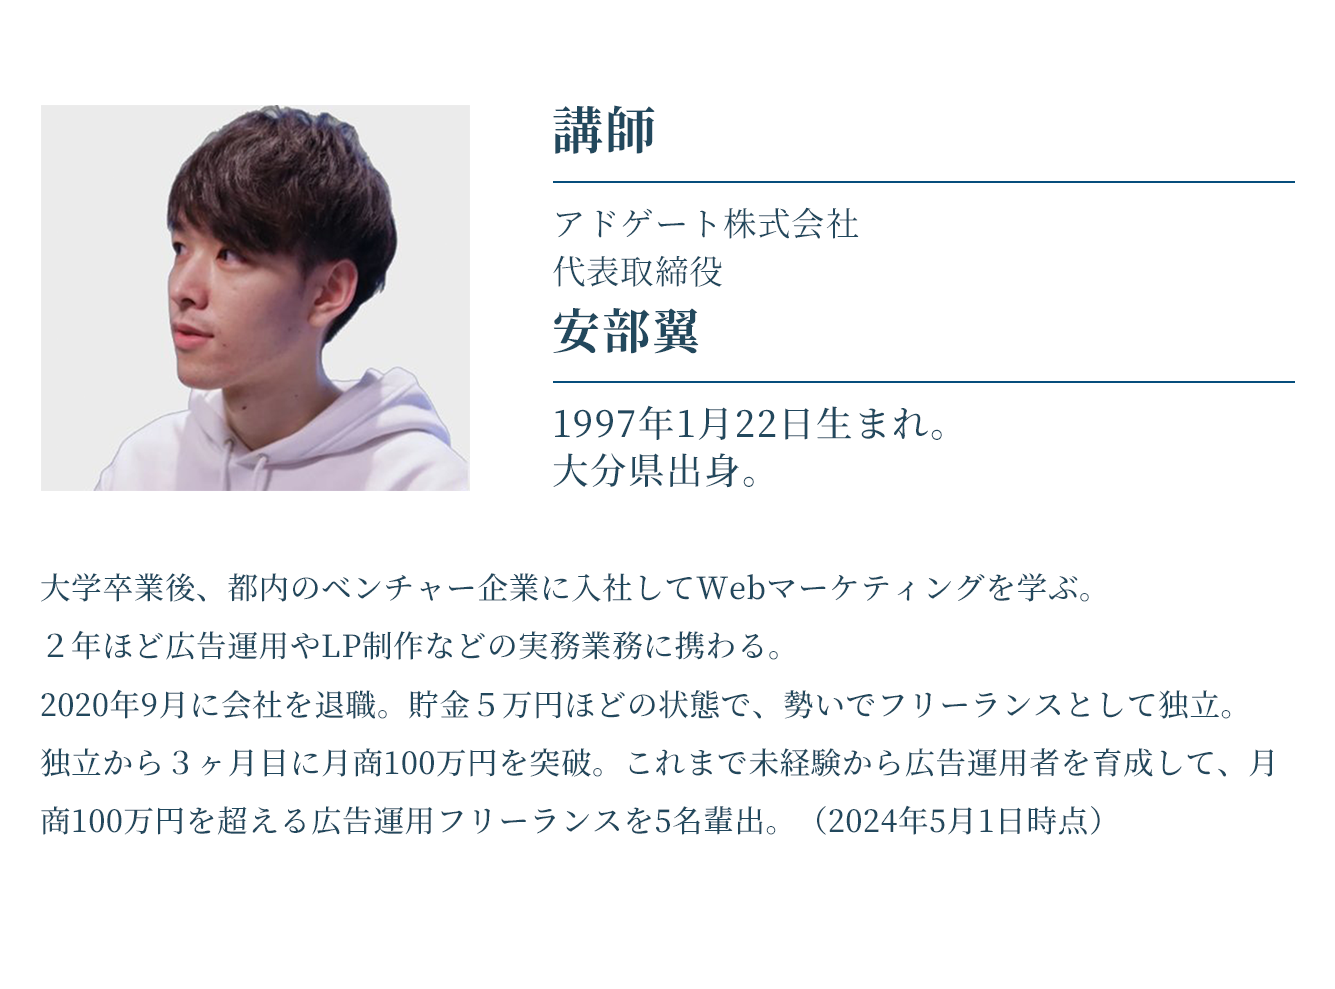 講師
アドゲート株式会社
代表取締役
安部翼
1997年1月22日生まれ。
大分県出身。
大学卒業後、都内のベンチャー企業に入社してWebマーケティングを学ぶ。
２年ほど広告運用やLP制作などの実務業務に携わる。
2020年9月に会社を退職。貯金５万円ほどの状態で、勢いでフリーランスとして独立。
独立から３ヶ月目に月商100万円を突破。これまで未経験から広告運用者を育成して、月
商100万円を超える広告運用フリーランスを5名輩出。（2024年5月1日時点）